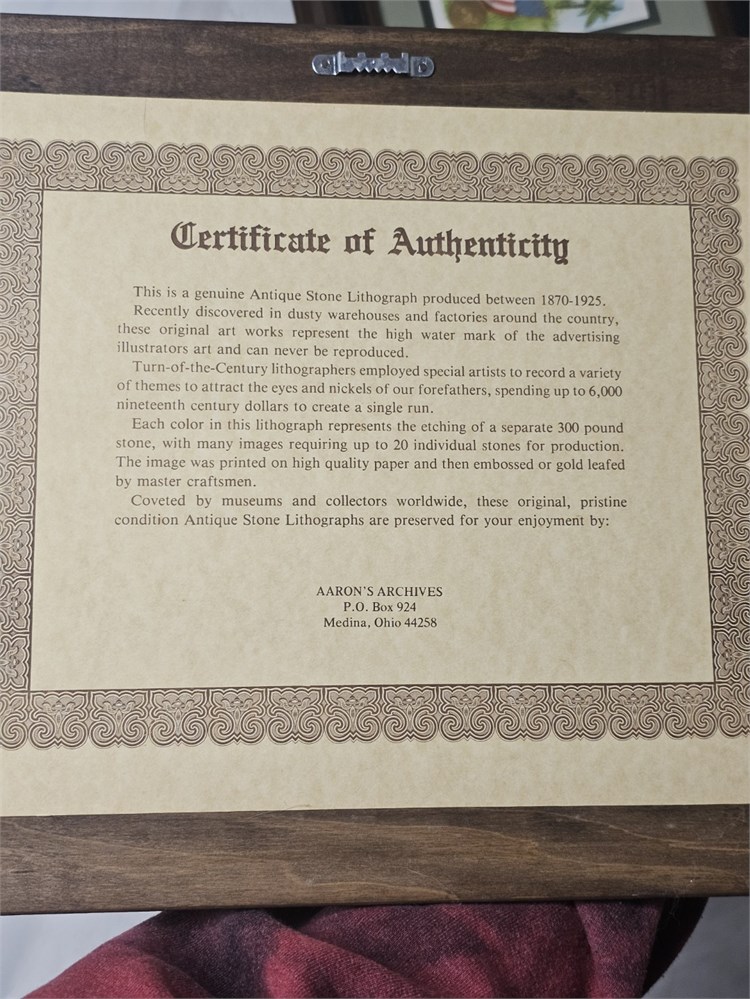 Certificate of Authenticity
This is a genuine Antique Stone Lithograph produced between 1870-1925.
Recently discovered in dusty warehouses and factories around the country,
these original art works represent the high water mark of the advertising
illustrators art and can never be reproduced.
Turn-of-the-Century lithographers employed special artists to record a variety
of themes to attract the eyes and nickels of our forefathers, spending up to 6,000
nineteenth century dollars to create a single run.
Each color in this lithograph represents the etching of a separate 300 pound
stone, with many images requiring up to 20 individual stones for production.
The image was printed on high quality paper and then embossed or gold leafed
by master craftsmen.
Coveted by museums and collectors worldwide, these original, pristine
condition Antique Stone Lithographs are preserved for your enjoyment by:
AARON'S ARCHIVES
P.O. Box 924
Medina, Ohio 44258